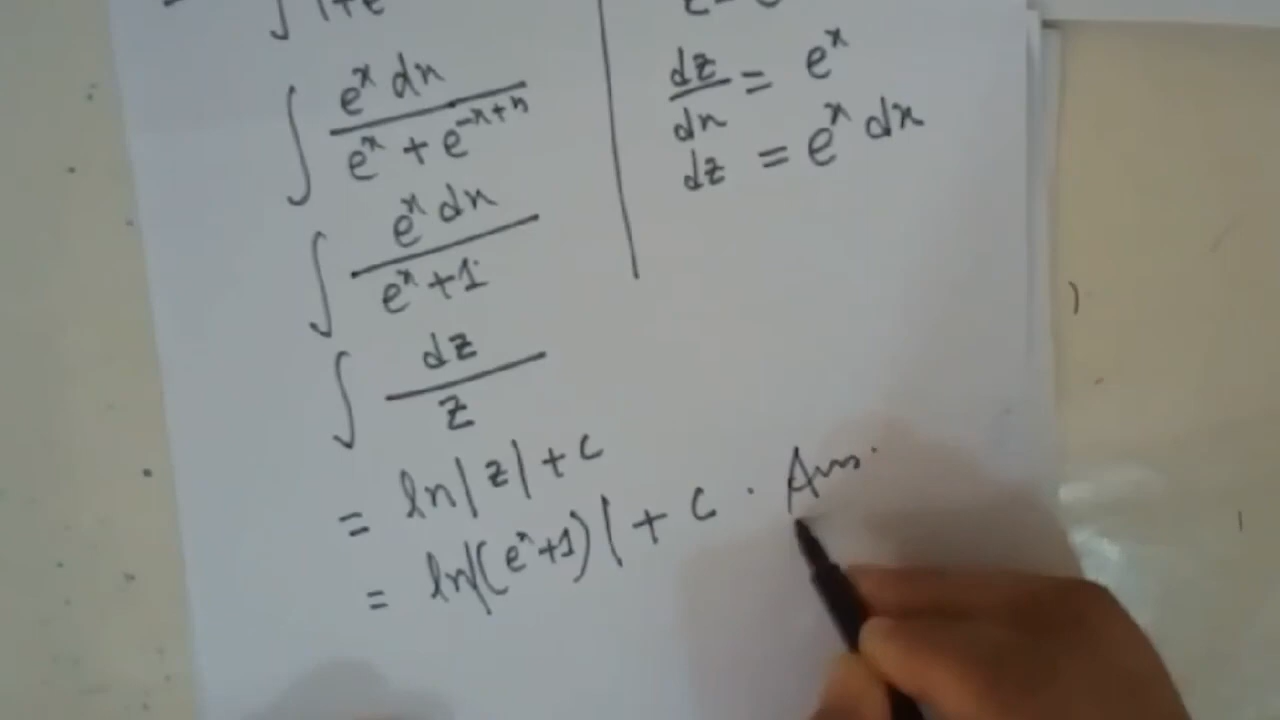 ∫ e^x dx / e^x + e^{-x+x}
∫ e^x dx / e^x + 1
∫ dz / z
= ln|z| + c
= ln|(e^x+1)| + c . Ans.
dz/dx = e^x
dz = e^x dx